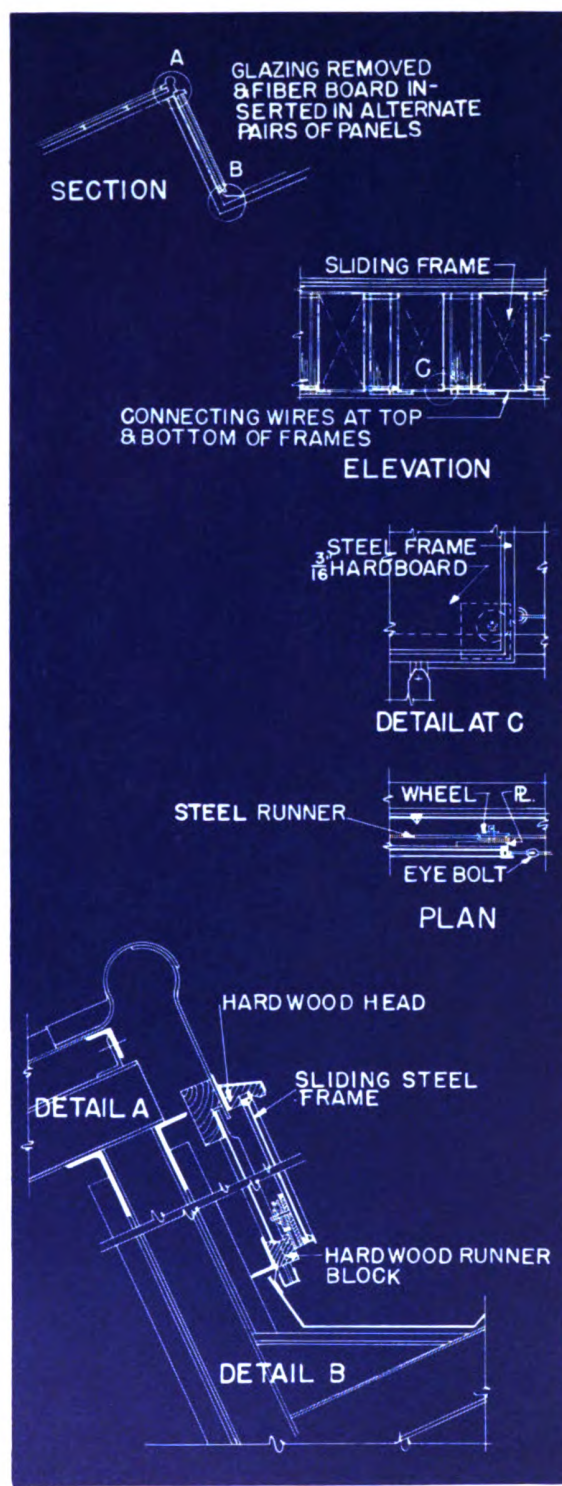 A
GLAZING REMOVED
& FIBER BOARD IN-
SERTED IN ALTERNATE
PAIRS OF PANELS
SECTION
B
SLIDING FRAME
C
CONNECTING WIRES AT TOP
& BOTTOM OF FRAMES
ELEVATION
STEEL FRAME
3/16" HARDBOARD
DETAIL AT C
WHEEL
PL.
STEEL RUNNER
EYE BOLT
PLAN
HARDWOOD HEAD
DETAIL A
SLIDING STEEL
FRAME
HARDWOOD RUNNER
BLOCK
DETAIL B